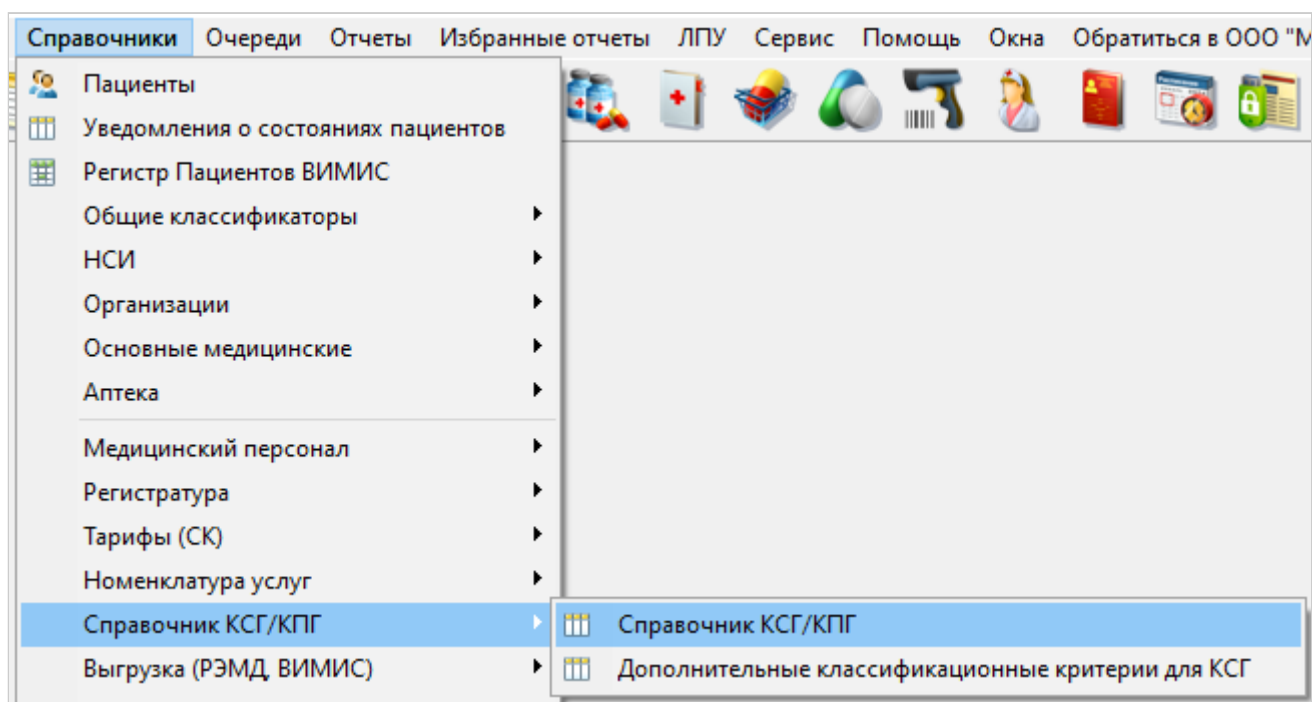 Справочники Очереди Отчеты Избранные отчеты ЛПУ Сервис Помощь Окна Обратиться в ООО "М
Пациенты
Уведомления о состояниях пациентов
Регистр Пациентов ВИМИС
Общие классификаторы
НСИ
Организации
Основные медицинские
Аптека
Медицинский персонал
Регистратура
Тарифы (СК)
Номенклатура услуг
Справочник КСГ/КПГ Справочник КСГ/КПГ
Выгрузка (РЭМД, ВИМИС) Дополнительные классификационные критерии для КСГ